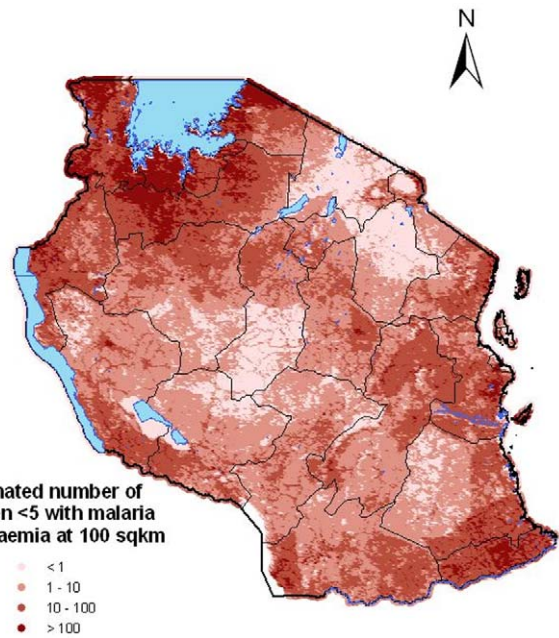 N
nated number of
n <5 with malaria
aemia at 100 sqkm
< 1
1 - 10
10 - 100
> 100